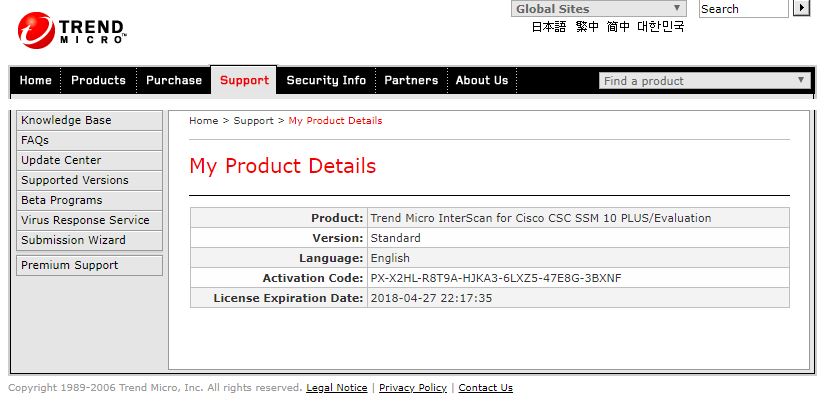 Global Sites
Search
TREND
MICRO™
日本語 繁中 简中 대한민국
Home Products Purchase Support Security Info Partners About Us Find a product
Knowledge Base
FAQs
Update Center
Supported Versions
Beta Programs
Virus Response Service
Submission Wizard
Premium Support
Home > Support > My Product Details
My Product Details
Product: Trend Micro InterScan for Cisco CSC SSM 10 PLUS/Evaluation
Version: Standard
Language: English
Activation Code: PX-X2HL-R8T9A-HJKA3-6LXZ5-47E8G-3BXNF
License Expiration Date: 2018-04-27 22:17:35
Copyright 1989-2006 Trend Micro, Inc. All rights reserved. Legal Notice | Privacy Policy | Contact Us